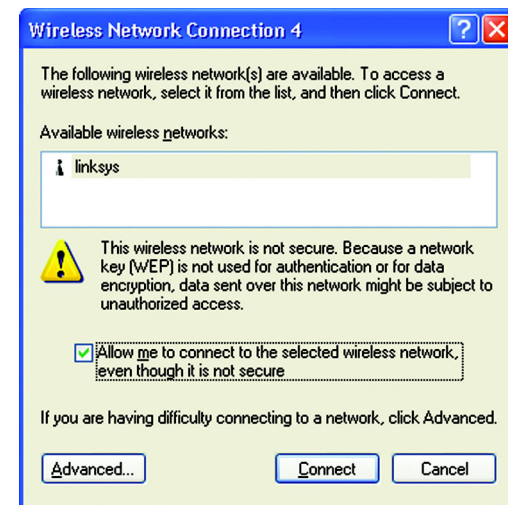 Wireless Network Connection 4
The following wireless network(s) are available. To access a
wireless network, select it from the list, and then click Connect.
Available wireless networks:
linksys
This wireless network is not secure. Because a network
key (WEP) is not used for authentication or for data
encryption, data sent over this network might be subject to
unauthorized access.
Allow me to connect to the selected wireless network,
even though it is not secure
If you are having difficulty connecting to a network, click Advanced.
Advanced...
Connect
Cancel